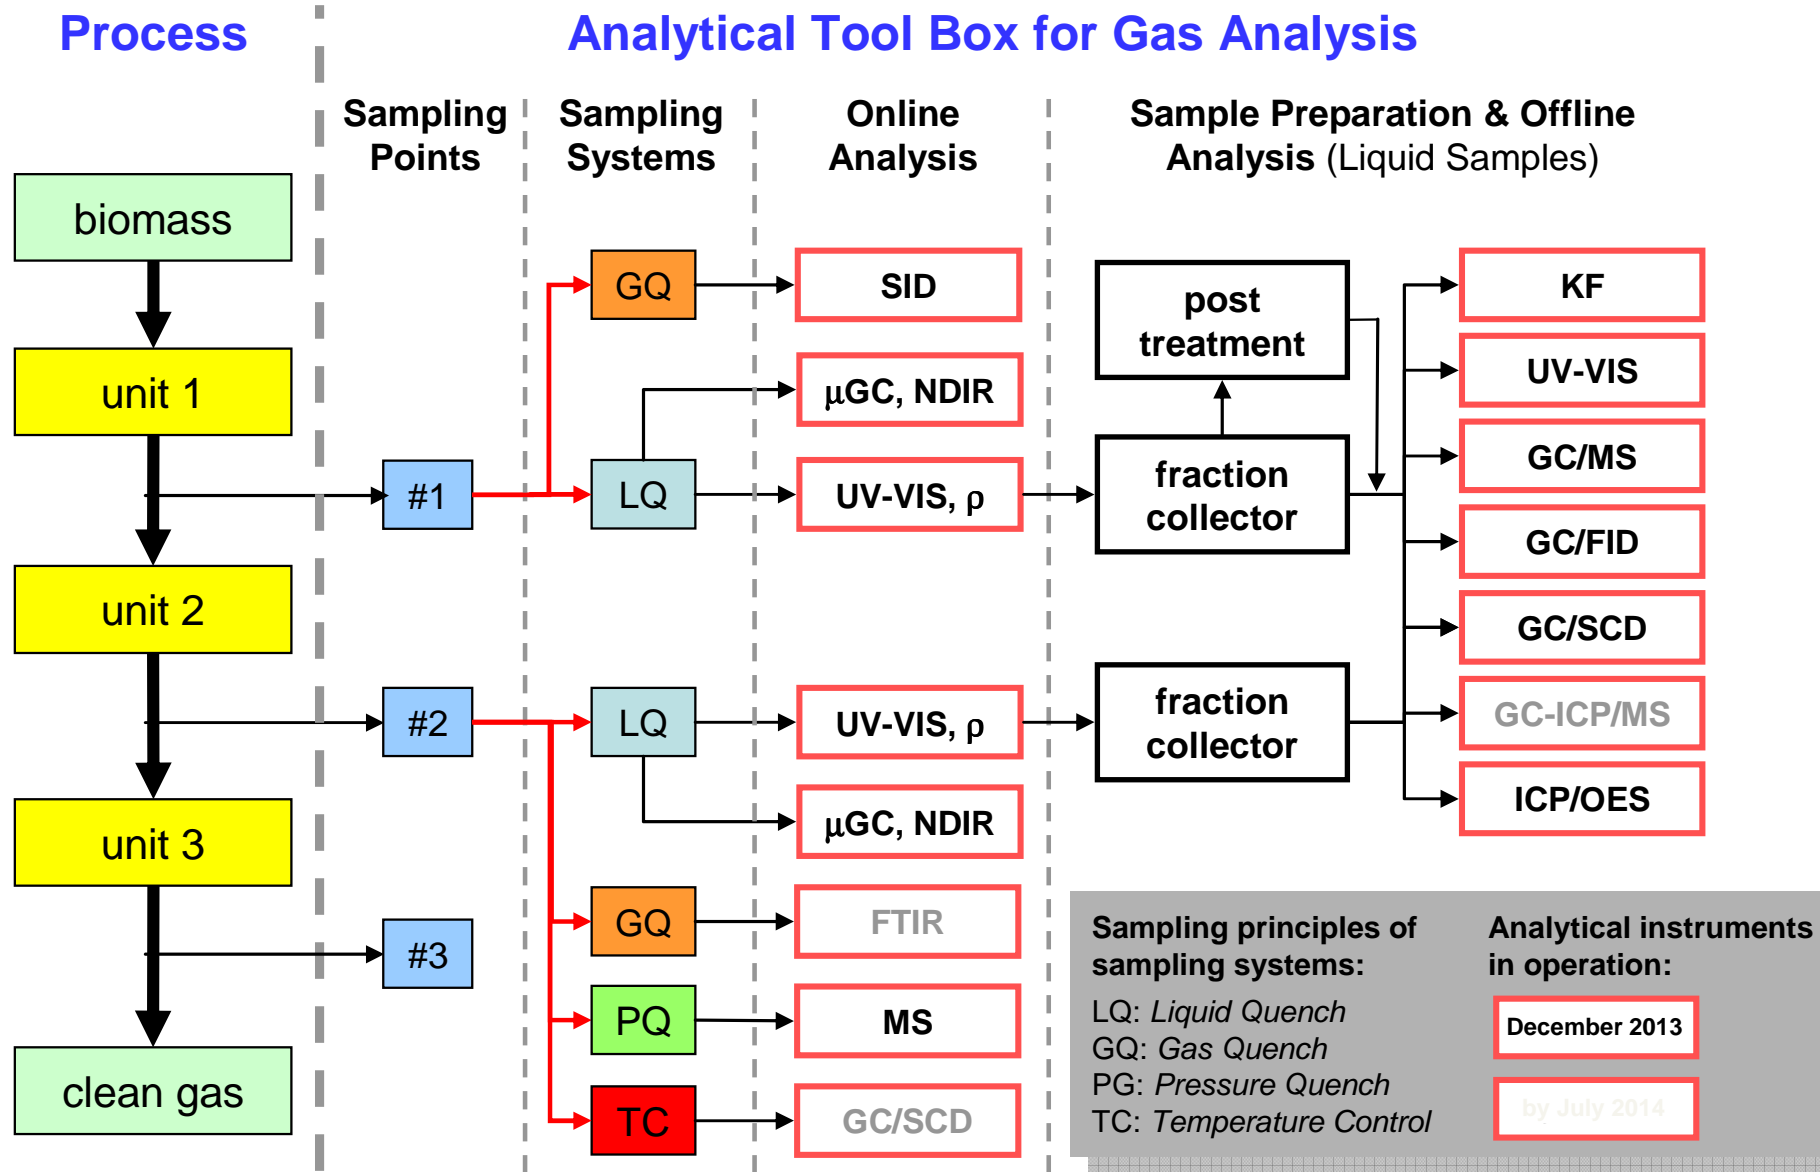 Process
Analytical Tool Box for Gas Analysis
Sampling
Points
Sampling
Systems
Online
Analysis
Sample Preparation & Offline
Analysis (Liquid Samples)
biomass
unit 1
unit 2
unit 3
clean gas
#1
#2
#3
GQ
LQ
LQ
GQ
PQ
TC
SID
μGC, NDIR
UV-VIS, ρ
UV-VIS, ρ
μGC, NDIR
FTIR
MS
GC/SCD
post
treatment
fraction
collector
fraction
collector
KF
UV-VIS
GC/MS
GC/FID
GC/SCD
GC-ICP/MS
ICP/OES
Sampling principles of
sampling systems:
LQ: Liquid Quench
GQ: Gas Quench
PG: Pressure Quench
TC: Temperature Control
Analytical instruments
in operation:
December 2013
by July 2014